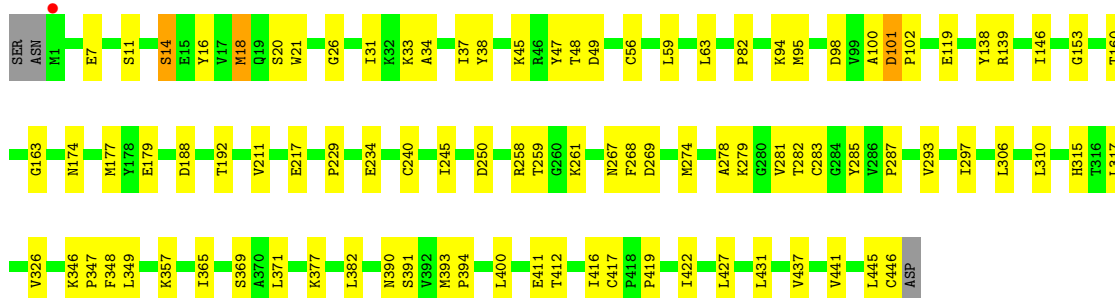 SER ASN M1 E7 S11 S14 E15 Y16 V17 M18 Q19 S20 W21 G26 I31 K32 K33 A34 I37 Y38 K45 R46 Y47 T48 D49 C56 L59 L63 P82 K94 M95 D98 V99 A100 D101 P102 E119 Y138 R139 I146 G153 T160
G163 N174 M177 Y178 E179 D188 T192 V211 E217 P229 E234 C240 I245 D250 R258 T259 G260 K261 N267 F268 D269 M274 A278 K279 G280 V281 T282 C283 G284 Y285 V286 P287 V293 I297 L306 L310 H315 T316 L317
V326 K346 P347 F348 L349 K357 I365 S369 A370 L371 K377 L382 N390 S391 V392 M393 P394 L400 E411 T412 I416 C417 P418 P419 I422 L427 L431 V437 V441 L445 C446 ASP